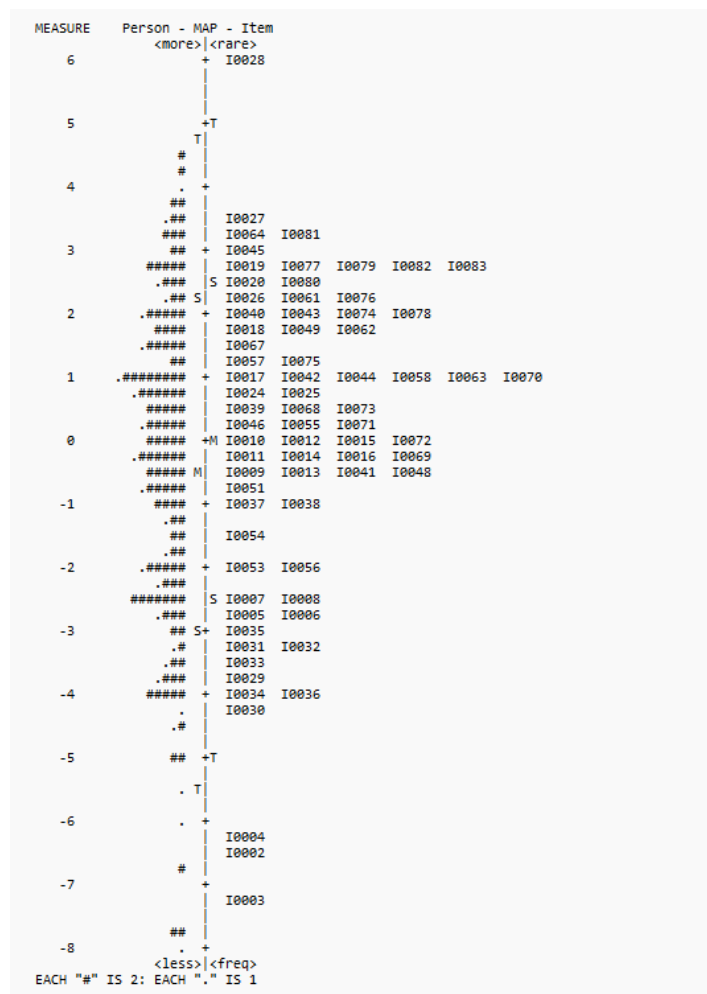 MEASURE    Person - MAP - Item
               <more>|<rare>
    6                +  I0028
                     |
                     |
                     |
    5                +T
                    T|
                  #  |
                  #  |
    4             .  +
                 ##  |
                .##  |  I0027
                ###  |  I0064  I0081
    3            ##  +  I0045
              #####  |  I0019  I0077  I0079  I0082  I0083
               .###  |S I0020  I0080
                .## S|  I0026  I0061  I0076
    2        .#####  +  I0040  I0043  I0074  I0078
               ####  |  I0018  I0049  I0062
             .#####  |  I0067
                 ##  |  I0057  I0075
    1     .########  +  I0017  I0042  I0044  I0058  I0063  I0070
            .######  |  I0024  I0025
              #####  |  I0039  I0068  I0073
             .#####  |  I0046  I0055  I0071
    0         #####  +M I0010  I0012  I0015  I0072
            .######  |  I0011  I0014  I0016  I0069
              ##### M|  I0009  I0013  I0041  I0048
             .#####  |  I0051
   -1          ####  +  I0037  I0038
                .##  |
                 ##  |  I0054
                .##  |
   -2        .#####  +  I0053  I0056
               .###  |
            #######  |S I0007  I0008
               .###  |  I0005  I0006
   -3            ## S+  I0035
                 .#  |  I0031  I0032
                .##  |  I0033
               .###  |  I0029
   -4         #####  +  I0034  I0036
                  .  |  I0030
                 .#  |
                     |
   -5            ##  +T
                     |
                  . T|
                     |
   -6             .  +
                     |  I0004
                     |  I0002
                  #  |
   -7                +
                     |  I0003
                     |
                 ##  |
   -8             .  +
               <less>|<freq>
EACH "#" IS 2: EACH "." IS 1